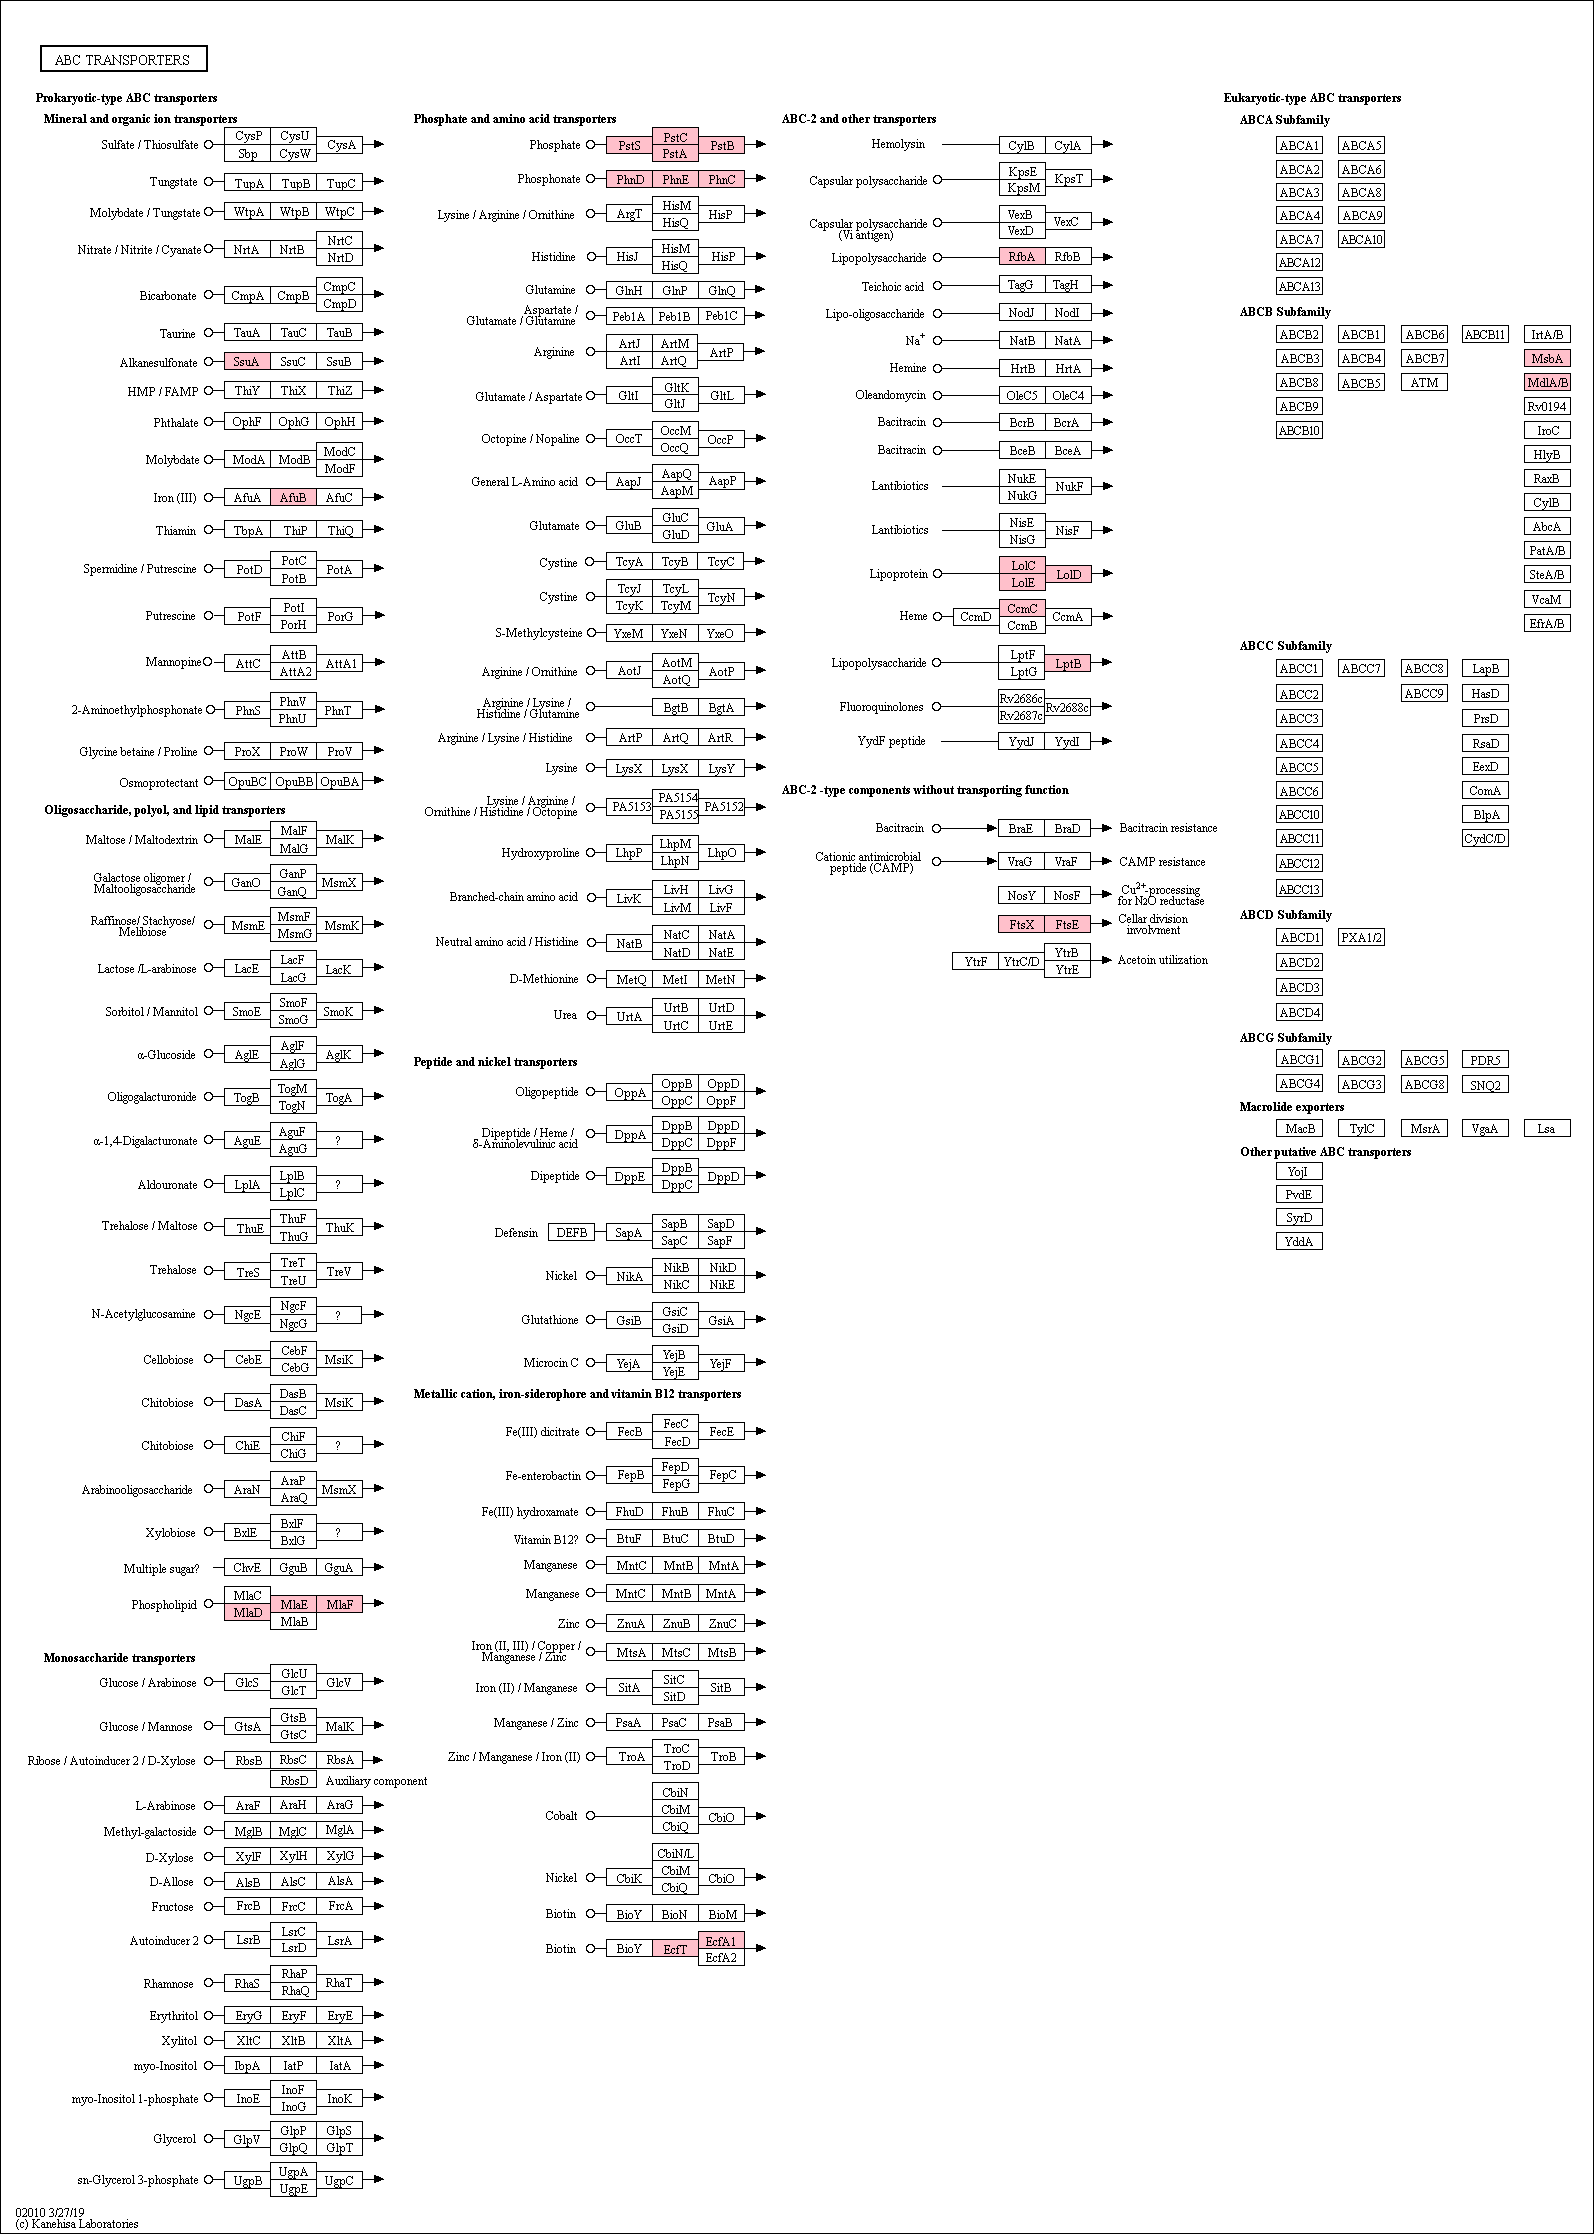 ABC TRANSPORTERS
Prokaryotic-type ABC transporters
Mineral and organic ion transporters
Sulfate / Thiosulfate CysP CysU CysA
Sbp CysW
Tungstate TupA TupB TupC
Molybdate / Tungstate WtpA WtpB WtpC
Nitrate / Nitrite / Cyanate NrtA NrtB NrtC
NrtD
Bicarbonate CmpA CmpB CmpC
CmpD
Taurine TauA TauC TauB
Alkanesulfonate SsuA SsuC SsuB
HMP / FAMP ThiY ThiX ThiZ
Phthalate OphF OphG OphH
Molybdate ModA ModB ModC
ModF
Iron (III) AfuA AfuB AfuC
Thiamin TbpA ThiP ThiQ
Spermidine / Putrescine PotD PotC PotA
PotB
Putrescine PotF PotI PorG
PorH
Mannopine AttC AttB AttA1
AttA2
2-Aminoethylphosphonate PhnS PhnV PhnT
PhnU
Glycine betaine / Proline ProX ProW ProV
Osmoprotectant OpuBC OpuBB OpuBA
Oligosaccharide, polyol, and lipid transporters
Maltose / Maltodextrin MalE MalF MalK
MalG
Galactose oligomer /
Maltooligosaccharide GanO GanP MsmX
GanQ
Raffinose/ Stachyose/
Melibiose MsmE MsmF MsmK
MsmG
Lactose /L-arabinose LacE LacF LacK
LacG
Sorbitol / Mannitol SmoE SmoF SmoK
SmoG
α-Glucoside AglE AglF AglK
AglG
Oligogalacturonide TogB TogM TogA
TogN
α-1,4-Digalacturonate AguE AguF ?
AguG
Aldouronate LplA LplB ?
LplC
Trehalose / Maltose ThuE ThuF ThuK
ThuG
Trehalose TreS TreT TreV
TreU
N-Acetylglucosamine NgcE NgcF ?
NgcG
Cellobiose CebE CebF MsiK
CebG
Chitobiose DasA DasB MsiK
DasC
Chitobiose ChiE ChiF ?
ChiG
Arabinooligosaccharide AraN AraP MsmX
AraQ
Xylobiose BxlE BxlF ?
BxlG
Multiple sugar? ChvE GguB GguA
Phospholipid MlaC MlaE MlaF
MlaD MlaB
Monosaccharide transporters
Glucose / Arabinose GlcS GlcU GlcV
GlcT
Glucose / Mannose GtsA GtsB MalK
GtsC
Ribose / Autoinducer 2 / D-Xylose RbsB RbsC RbsA
RbsD Auxiliary component
L-Arabinose AraF AraH AraG
Methyl-galactoside MglB MglC MglA
D-Xylose XylF XylH XylG
D-Allose AlsB AlsC AlsA
Fructose FrcB FrcC FrcA
Autoinducer 2 LsrB LsrC LsrA
LsrD
Rhamnose RhaS RhaP RhaT
RhaQ
Erythritol EryG EryF EryE
Xylitol XltC XltB XltA
myo-Inositol IbpA IatP IatA
myo-Inositol 1-phosphate InoE InoF InoK
InoG
Glycerol GlpV GlpP GlpS
GlpQ GlpT
sn-Glycerol 3-phosphate UgpB UgpA UgpC
UgpE
02010 3/27/19
(c) Kanehisa Laboratories
Phosphate and amino acid transporters
Phosphate PstS PstC PstB
PstA
Phosphonate PhnD PhnE PhnC
Lysine / Arginine / Ornithine ArgT HisM HisP
HisQ
Histidine HisJ HisM HisP
HisQ
Glutamine GlnH GlnP GlnQ
Aspartate /
Glutamate / Glutamine Peb1A Peb1B Peb1C
Arginine ArtJ ArtM ArtP
ArtI ArtQ
Glutamate / Aspartate GltI GltK GltL
GltJ
Octopine / Nopaline OccT OccM OccP
OccQ
General L-Amino acid AapJ AapQ AapP
AapM
Glutamate GluB GluC GluA
GluD
Cystine TcyA TcyB TcyC
Cystine TcyJ TcyL TcyN
TcyK TcyM
S-Methylcysteine YxeM YxeN YxeO
Arginine / Ornithine AotJ AotM AotP
AotQ
Arginine / Lysine /
Histidine / Glutamine BgtB BgtA
Arginine / Lysine / Histidine ArtP ArtQ ArtR
Lysine LysX LysX LysY
Lysine / Arginine /
Ornithine / Histidine / Octopine PA5153 PA5154 PA5152
PA5155
Hydroxyproline LhpP LhpM LhpO
LhpN
Branched-chain amino acid LivK LivH LivG
LivM LivF
Neutral amino acid / Histidine NatB NatC NatA
NatD NatE
D-Methionine MetQ MetI MetN
Urea UrtA UrtB UrtD
UrtC UrtE
Peptide and nickel transporters
Oligopeptide OppA OppB OppD
OppC OppF
Dipeptide / Heme /
δ-Aminolevulinic acid DppA DppB DppD
DppC DppF
Dipeptide DppE DppB DppD
DppC
Defensin DEFB SapA SapB SapD
SapC SapF
Nickel NikA NikB NikD
NikC NikE
Glutathione GsiB GsiC GsiA
GsiD
Microcin C YejA YejB YejF
YejE
Metallic cation, iron-siderophore and vitamin B12 transporters
Fe(III) dicitrate FecB FecC FecE
FecD
Fe-enterobactin FepB FepD FepC
FepG
Fe(III) hydroxamate FhuD FhuB FhuC
Vitamin B12? BtuF BtuC BtuD
Manganese MntC MntB MntA
Manganese MntC MntB MntA
Zinc ZnuA ZnuB ZnuC
Iron (II, III) / Copper /
Manganese / Zinc MtsA MtsC MtsB
Iron (II) / Manganese SitA SitC SitB
SitD
Manganese / Zinc PsaA PsaC PsaB
Zinc / Manganese / Iron (II) TroA TroC TroB
TroD
Cobalt CbiN
CbiM CbiO
CbiQ
Nickel CbiK CbiN/L CbiO
CbiM
CbiQ
Biotin BioY BioN BioM
Biotin BioY EcfT EcfA1
EcfA2
ABC-2 and other transporters
Hemolysin CylB CylA
Capsular polysaccharide KpsE KpsT
KpsM
Capsular polysaccharide
(Vi antigen) VexB VexC
VexD
Lipopolysaccharide RfbA RfbB
Teichoic acid TagG TagH
Lipo-oligosaccharide NodJ NodI
Na+ NatB NatA
Hemine HrtB HrtA
Oleandomycin OleC5 OleC4
Bacitracin BcrB BcrA
Bacitracin BceB BceA
Lantibiotics NukE NukF
NukG
Lantibiotics NisE NisF
NisG
Lipoprotein LolC LolD
LolE
Heme CcmD CcmC CcmA
CcmB
Lipopolysaccharide LptF LptB
LptG
Fluoroquinolones Rv2686c Rv2688c
Rv2687c
YydF peptide YydJ YydI
ABC-2 -type components without transporting function
Bacitracin BraE BraD Bacitracin resistance
Cationic antimicrobial
peptide (CAMP) VraG VraF CAMP resistance
NosY NosF Cu2+-processing
for N2O reductase
FtsX FtsE Cellar division
involvment
YtrF YtrC/D YtrB Acetoin utilization
YtrE
Eukaryotic-type ABC transporters
ABCA Subfamily
ABCA1 ABCA5
ABCA2 ABCA6
ABCA3 ABCA8
ABCA4 ABCA9
ABCA7 ABCA10
ABCA12
ABCA13
ABCB Subfamily
ABCB2 ABCB1 ABCB6 ABCB11 IrtA/B
ABCB3 ABCB4 ABCB7 MsbA
ABCB8 ABCB5 ATM MdlA/B
ABCB9 Rv0194
ABCB10 IroC
HlyB
RaxB
CylB
AbcA
PatA/B
SteA/B
VcaM
EfrA/B
ABCC Subfamily
ABCC1 ABCC7 ABCC8 LapB
ABCC2 ABCC9 HasD
ABCC3 PrsD
ABCC4 RsaD
ABCC5 EexD
ABCC6 ComA
ABCC10 BlpA
ABCC11 CydC/D
ABCC12
ABCC13
ABCD Subfamily
ABCD1 PXA1/2
ABCD2
ABCD3
ABCD4
ABCG Subfamily
ABCG1 ABCG2 ABCG5 PDR5
ABCG4 ABCG3 ABCG8 SNQ2
Macrolide exporters
MacB TylC MsrA VgaA Lsa
Other putative ABC transporters
YojI
PvdE
SyrD
YddA